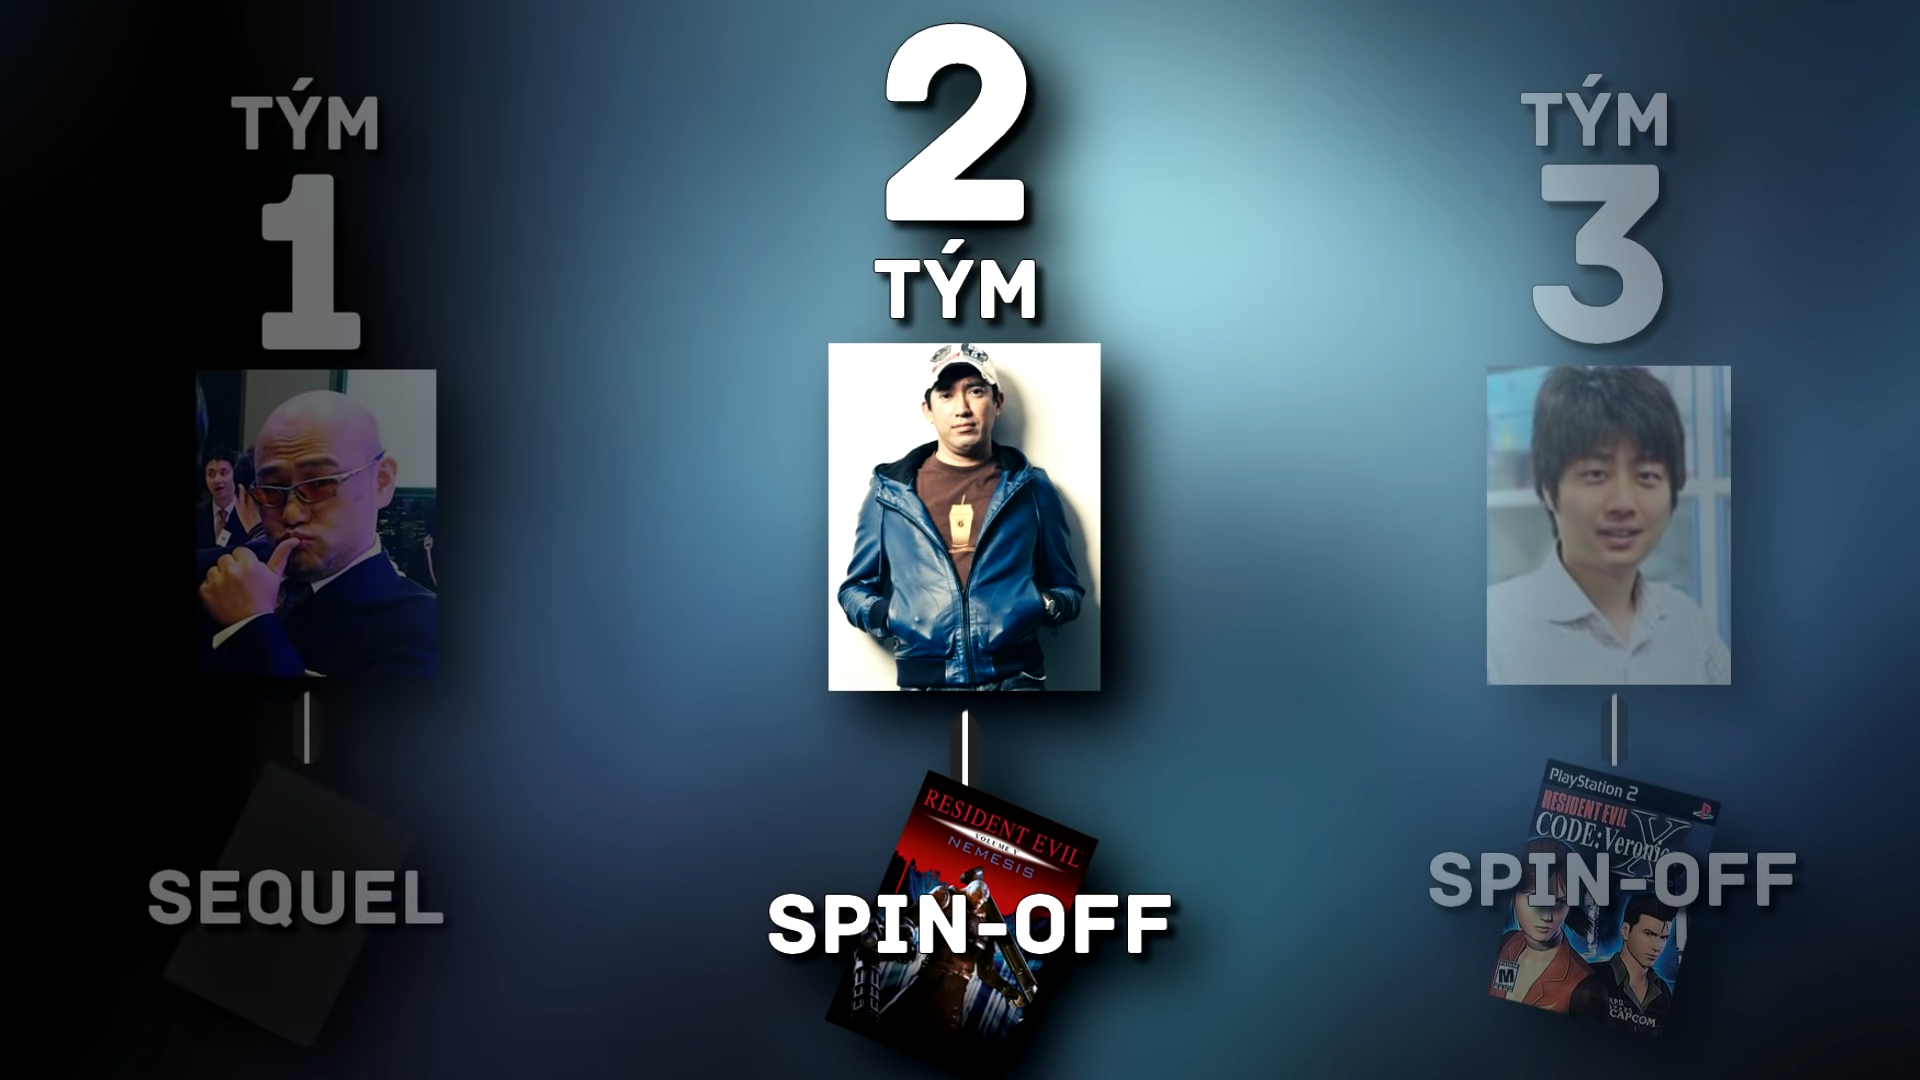 TÝM
1
SEQUEL
2
TÝM
RESIDENT EVIL
VOLUME V
NEMESIS
SPIN-OFF
TÝM
3
PlayStation 2
RESIDENT EVIL
CODE: Veronica
X
SPIN-OFF
M
CAPCOM